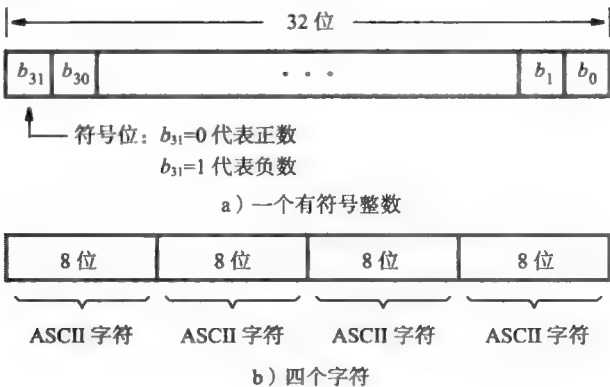 32 位
b31 b30 ··· b1 b0
符号位：b31=0 代表正数
b31=1 代表负数
a）一个有符号整数
8 位 8 位 8 位 8 位
ASCII 字符 ASCII 字符 ASCII 字符 ASCII 字符
b）四个字符